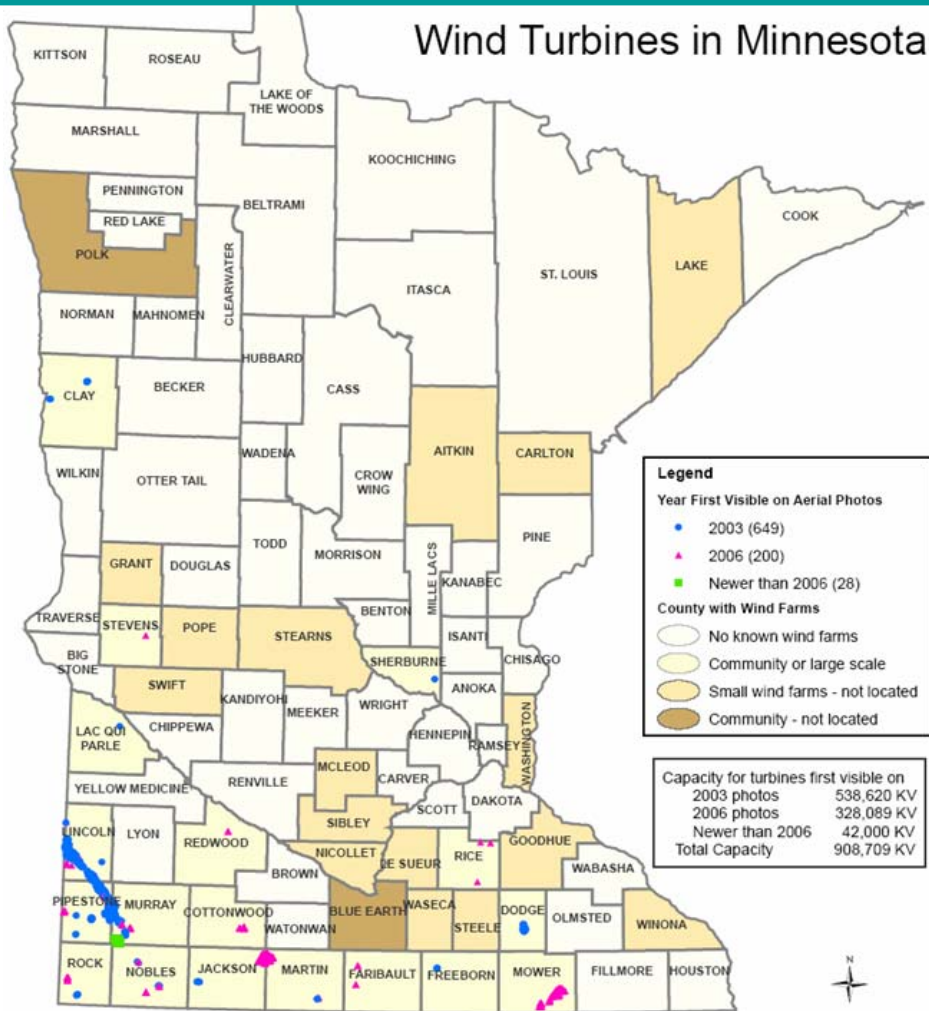 Wind Turbines in Minnesota
KITTSON
ROSEAU
LAKE OF
THE WOODS
MARSHALL
KOOCHICHING
PENNINGTON
BELTRAMI
COOK
RED LAKE
POLK
CLEARWATER
ST. LOUIS
LAKE
ITASCA
NORMAN
MAHNOMEN
HUBBARD
CASS
BECKER
CLAY
AITKIN
CARLTON
WADENA
WILKIN
OTTER TAIL
CROW
WING
PINE
TODD
MORRISON
MILLE LACS
KANABEC
GRANT
DOUGLAS
TRAVERSE
STEVENS
POPE
STEARNS
BENTON
ISANTI
BIG
STONE
SHERBURNE
CHISAGO
SWIFT
KANDIYOHI
ANOKA
MEEKER
WRIGHT
WASHINGTON
LAC QUI
PARLE
CHIPPEWA
HENNEPIN
RAMSEY
MCLEOD
CARVER
RENVILLE
YELLOW MEDICINE
SCOTT
DAKOTA
SIBLEY
LINCOLN
LYON
REDWOOD
NICOLLET
LE SUEUR
RICE
GOODHUE
WABASHA
BROWN
PIPESTONE
MURRAY
COTTONWOOD
WATONWAN
BLUE EARTH
WASECA
STEELE
DODGE
OLMSTED
WINONA
ROCK
NOBLES
JACKSON
MARTIN
FARIBAULT
FREEBORN
MOWER
FILLMORE
HOUSTON
Legend
Year First Visible on Aerial Photos
2003 (649)
2006 (200)
Newer than 2006 (28)
County with Wind Farms
No known wind farms
Community or large scale
Small wind farms - not located
Community - not located
Capacity for turbines first visible on
2003 photos 538,620 KV
2006 photos 328,089 KV
Newer than 2006 42,000 KV
Total Capacity 908,709 KV
N